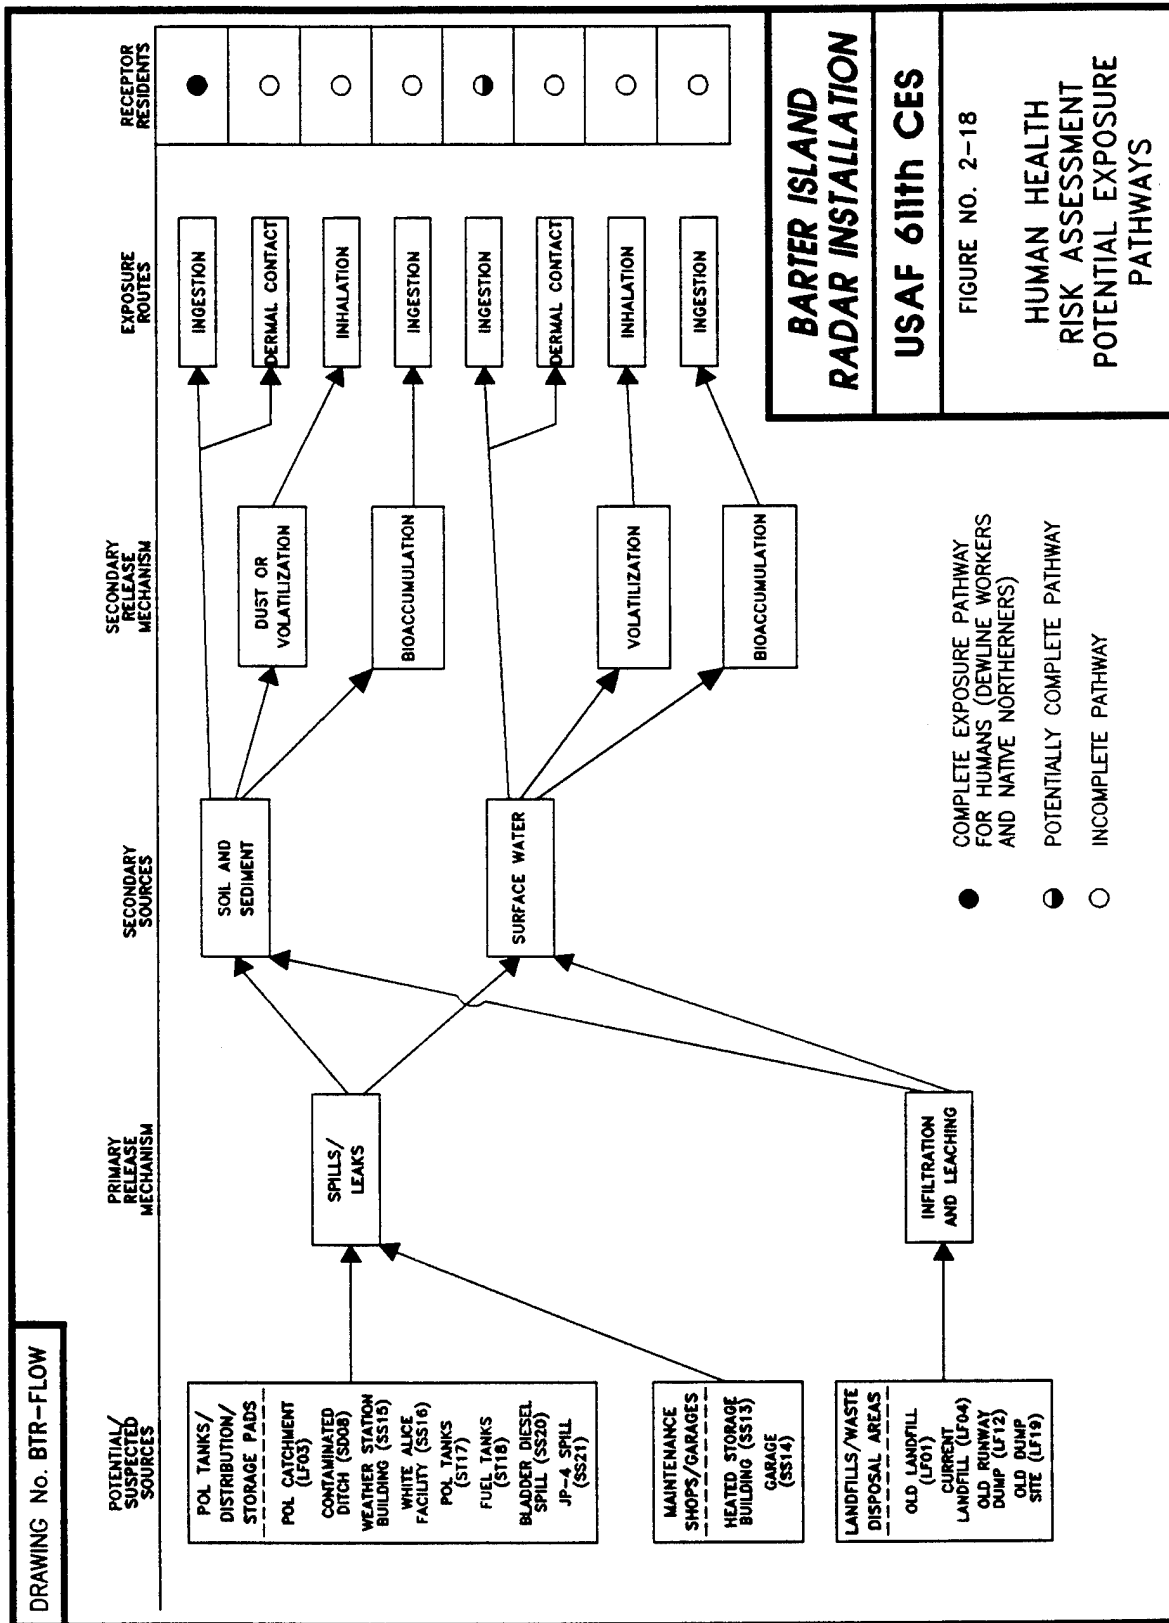 DRAWING No. BTR-FLOW
POTENTIAL/
SUSPECTED
SOURCES
PRIMARY
RELEASE
MECHANISM
SECONDARY
SOURCES
SECONDARY
RELEASE
MECHANISM
EXPOSURE
ROUTES
RECEPTOR
RESIDENTS
POL TANKS/
DISTRIBUTION/
STORAGE PADS
POL CATCHMENT
(LF03)
CONTAMINATED
DITCH (SD08)
WEATHER STATION
BUILDING (SS15)
WHITE ALICE
FACILITY (SS16)
POL TANKS
(ST17)
FUEL TANKS
(ST18)
BLADDER DIESEL
SPILL (SS20)
JP-4 SPILL
(SS21)
MAINTENANCE
SHOPS/GARAGES
HEATED STORAGE
BUILDING (SS13)
GARAGE
(SS14)
LANDFILLS/WASTE
DISPOSAL AREAS
OLD LANDFILL
(LF01)
CURRENT
LANDFILL (LF04)
OLD RUNWAY
DUMP (LF12)
OLD DUMP
SITE (LF19)
SPILLS/
LEAKS
INFILTRATION
AND LEACHING
SOIL AND
SEDIMENT
SURFACE WATER
DUST OR
VOLATILIZATION
BIOACCUMULATION
VOLATILIZATION
BIOACCUMULATION
INGESTION
DERMAL CONTACT
INHALATION
INGESTION
INGESTION
DERMAL CONTACT
INHALATION
INGESTION
COMPLETE EXPOSURE PATHWAY
FOR HUMANS (DEWLINE WORKERS
AND NATIVE NORTHERNERS)
POTENTIALLY COMPLETE PATHWAY
INCOMPLETE PATHWAY
BARTER ISLAND
RADAR INSTALLATION
USAF 611th CES
FIGURE NO. 2-18
HUMAN HEALTH
RISK ASSESSMENT
POTENTIAL EXPOSURE
PATHWAYS